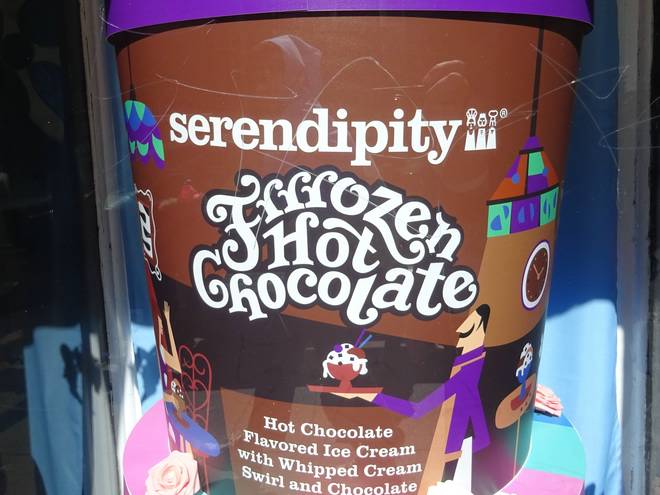 serendipity
Frrrozen
Hot
Chocolate
Hot Chocolate
Flavored Ice Cream
with Whipped Cream
Swirl and Chocolate